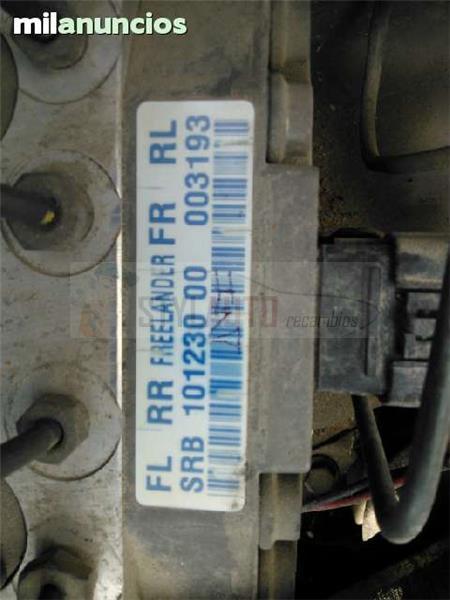 milanuncios
FL RR FREELANDER FR RL
SRB 101230 00 003193
recambios